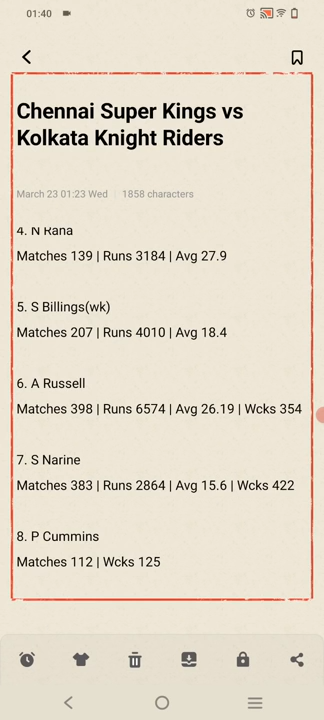 01:40
Chennai Super Kings vs
Kolkata Knight Riders
March 23 01:23 Wed | 1858 characters
4. N Rana
Matches 139 | Runs 3184 | Avg 27.9
5. S Billings(wk)
Matches 207 | Runs 4010 | Avg 18.4
6. A Russell
Matches 398 | Runs 6574 | Avg 26.19 | Wcks 354
7. S Narine
Matches 383 | Runs 2864 | Avg 15.6 | Wcks 422
8. P Cummins
Matches 112 | Wcks 125